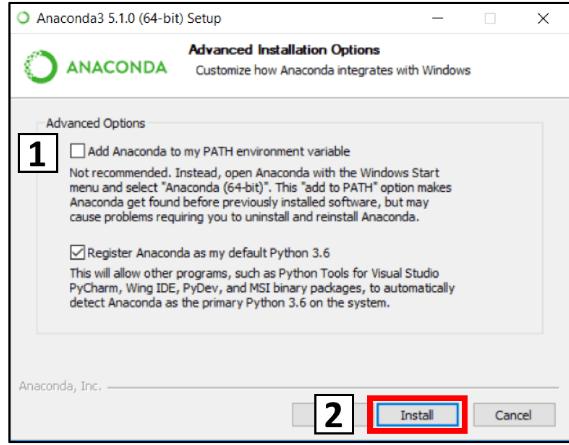 Anaconda3 5.1.0 (64-bit) Setup
ANACONDA
Advanced Installation Options
Customize how Anaconda integrates with Windows
Advanced Options
1
Add Anaconda to my PATH environment variable
Not recommended. Instead, open Anaconda with the Windows Start
menu and select "Anaconda (64-bit)". This "add to PATH" option makes
Anaconda get found before previously installed software, but may
cause problems requiring you to uninstall and reinstall Anaconda.
Register Anaconda as my default Python 3.6
This will allow other programs, such as Python Tools for Visual Studio
PyCharm, Wing IDE, PyDev, and MSI binary packages, to automatically
detect Anaconda as the primary Python 3.6 on the system.
Anaconda, Inc.
2
Install
Cancel